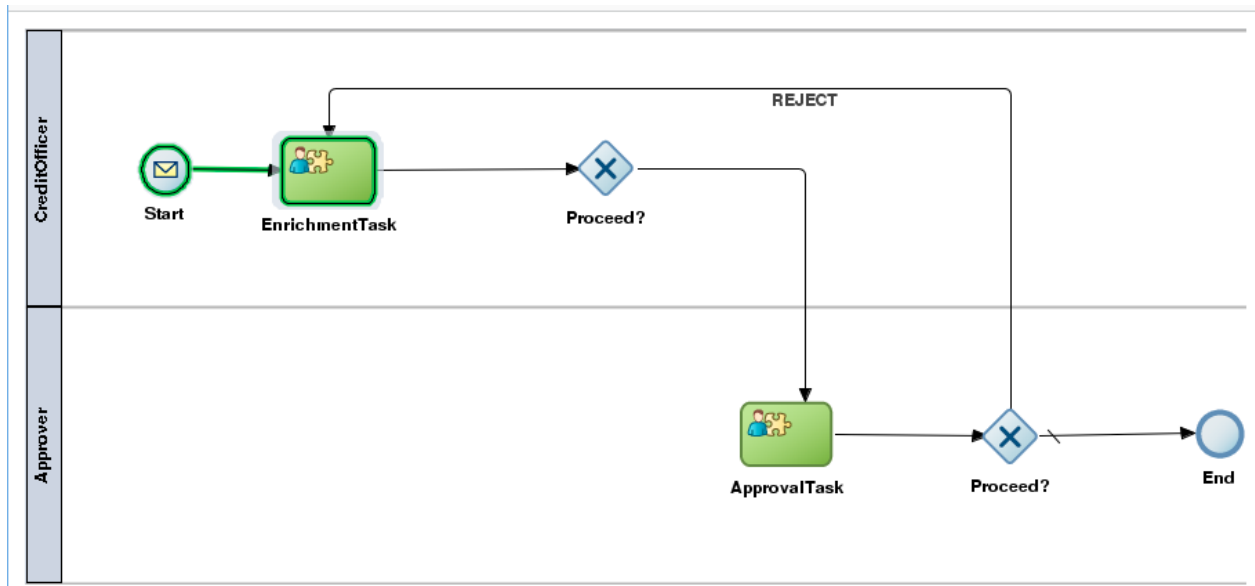 CreditOfficer
REJECT
Start
EnrichmentTask
Proceed?
Approver
ApprovalTask
Proceed?
End